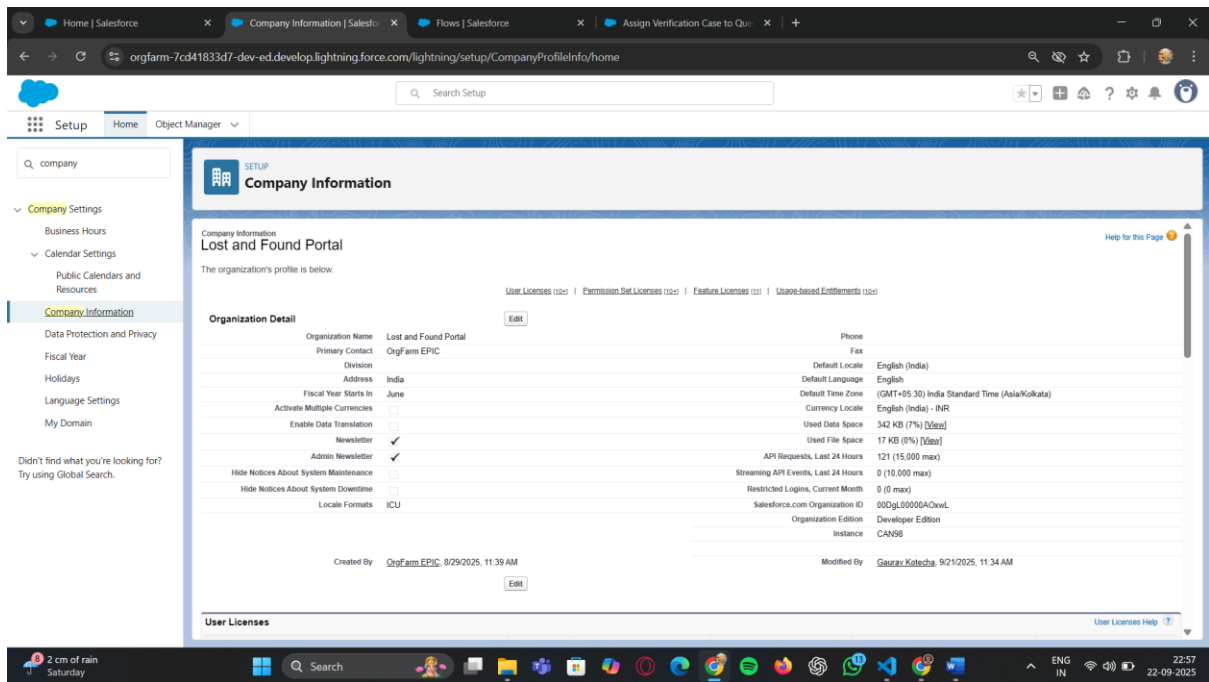 Home | Salesforce
Company Information | Salesfo
Flows | Salesforce
Assign Verification Case to Que
orgfarm-7cd41833d7-dev-ed.develop.lightning.force.com/lightning/setup/CompanyProfileInfo/home
Search Setup
Setup
Home
Object Manager
company
Company Settings
Business Hours
Calendar Settings
Public Calendars and
Resources
Company Information
Data Protection and Privacy
Fiscal Year
Holidays
Language Settings
My Domain
Didn't find what you're looking for?
Try using Global Search.
SETUP
Company Information
Company Information
Lost and Found Portal
Help for this Page
The organization's profile is below.
User Licenses [10+] | Permission Set Licenses [10+] | Feature Licenses [11] | Usage-based Entitlements [10+]
Organization Detail Edit
Organization Name Lost and Found Portal Phone
Primary Contact OrgFarm EPIC Fax
Division Default Locale English (India)
Address India Default Language English
Fiscal Year Starts In June Default Time Zone (GMT+05:30) India Standard Time (Asia/Kolkata)
Activate Multiple Currencies Currency Locale English (India) - INR
Enable Data Translation Used Data Space 342 KB (7%) [View]
Newsletter Used File Space 17 KB (0%) [View]
Admin Newsletter API Requests, Last 24 Hours 121 (15,000 max)
Hide Notices About System Maintenance Streaming API Events, Last 24 Hours 0 (10,000 max)
Hide Notices About System Downtime Restricted Logins, Current Month 0 (0 max)
Locale Formats ICU Salesforce.com Organization ID 00DgL00000AOxwL
Organization Edition Developer Edition
Instance CAN98
Created By OrgFarm EPIC, 8/29/2025, 11:39 AM Modified By Gaurav Kotecha, 9/21/2025, 11:34 AM
Edit
User Licenses
User Licenses Help
8
2 cm of rain
Saturday
Search
13
ENG
IN
22:57
22-09-2025